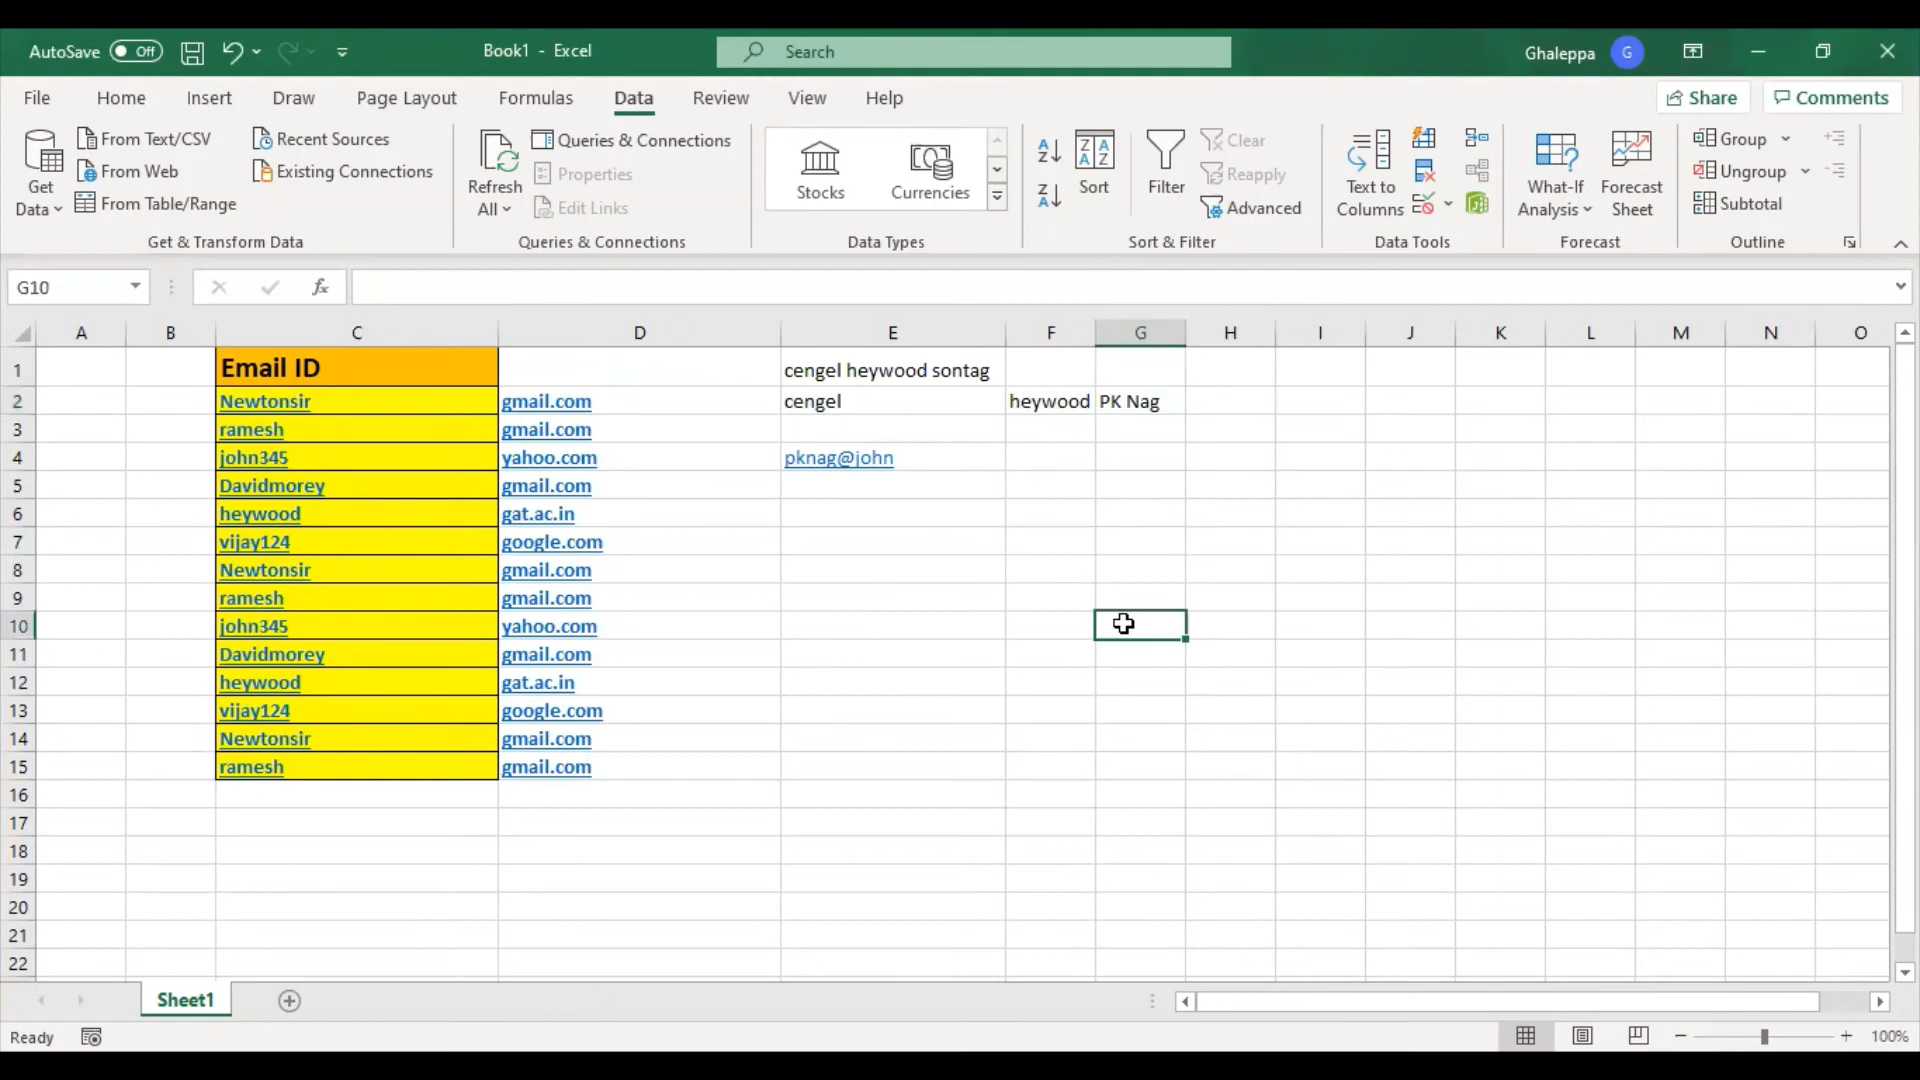 AutoSave Off Book1 - Excel Search Ghaleppa G
File Home Insert Draw Page Layout Formulas Data Review View Help Share Comments
Get Data From Text/CSV From Web From Table/Range Recent Sources Existing Connections
Get & Transform Data
Refresh All Queries & Connections Properties Edit Links
Queries & Connections
Stocks Currencies
Data Types
Sort Filter Clear Reapply Advanced
Sort & Filter
Text to Columns
Data Tools
What-If Analysis Forecast Sheet
Forecast
Group Ungroup Subtotal
Outline
G10 fx
A B C D E F G H I J K L M N O
1 Email ID cengel heywood sontag
2 Newtonsir gmail.com cengel heywood PK Nag
3 ramesh gmail.com
4 john345 yahoo.com pknag@john
5 Davidmorey gmail.com
6 heywood gat.ac.in
7 vijay124 google.com
8 Newtonsir gmail.com
9 ramesh gmail.com
10 john345 yahoo.com
11 Davidmorey gmail.com
12 heywood gat.ac.in
13 vijay124 google.com
14 Newtonsir gmail.com
15 ramesh gmail.com
16
17
18
19
20
21
22
Sheet1
Ready 100%